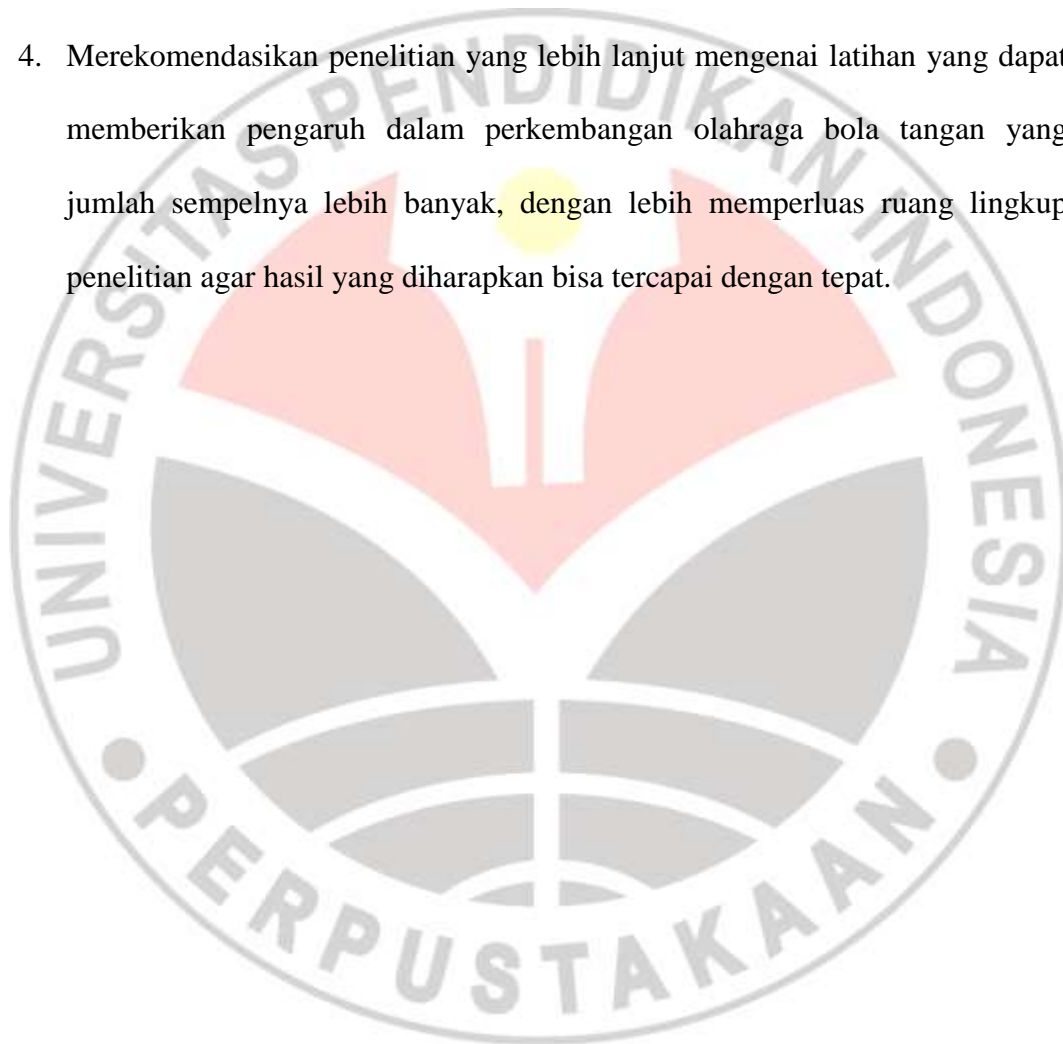 4. Merekomendasikan penelitian yang lebih lanjut mengenai latihan yang dapat
memberikan pengaruh dalam perkembangan olahraga bola tangan yang
jumlah sempelnya lebih banyak, dengan lebih memperluas ruang lingkup
penelitian agar hasil yang diharapkan bisa tercapai dengan tepat.
UNIVERSITAS PENDIDIKAN INDONESIA
PERPUSTAKAAN